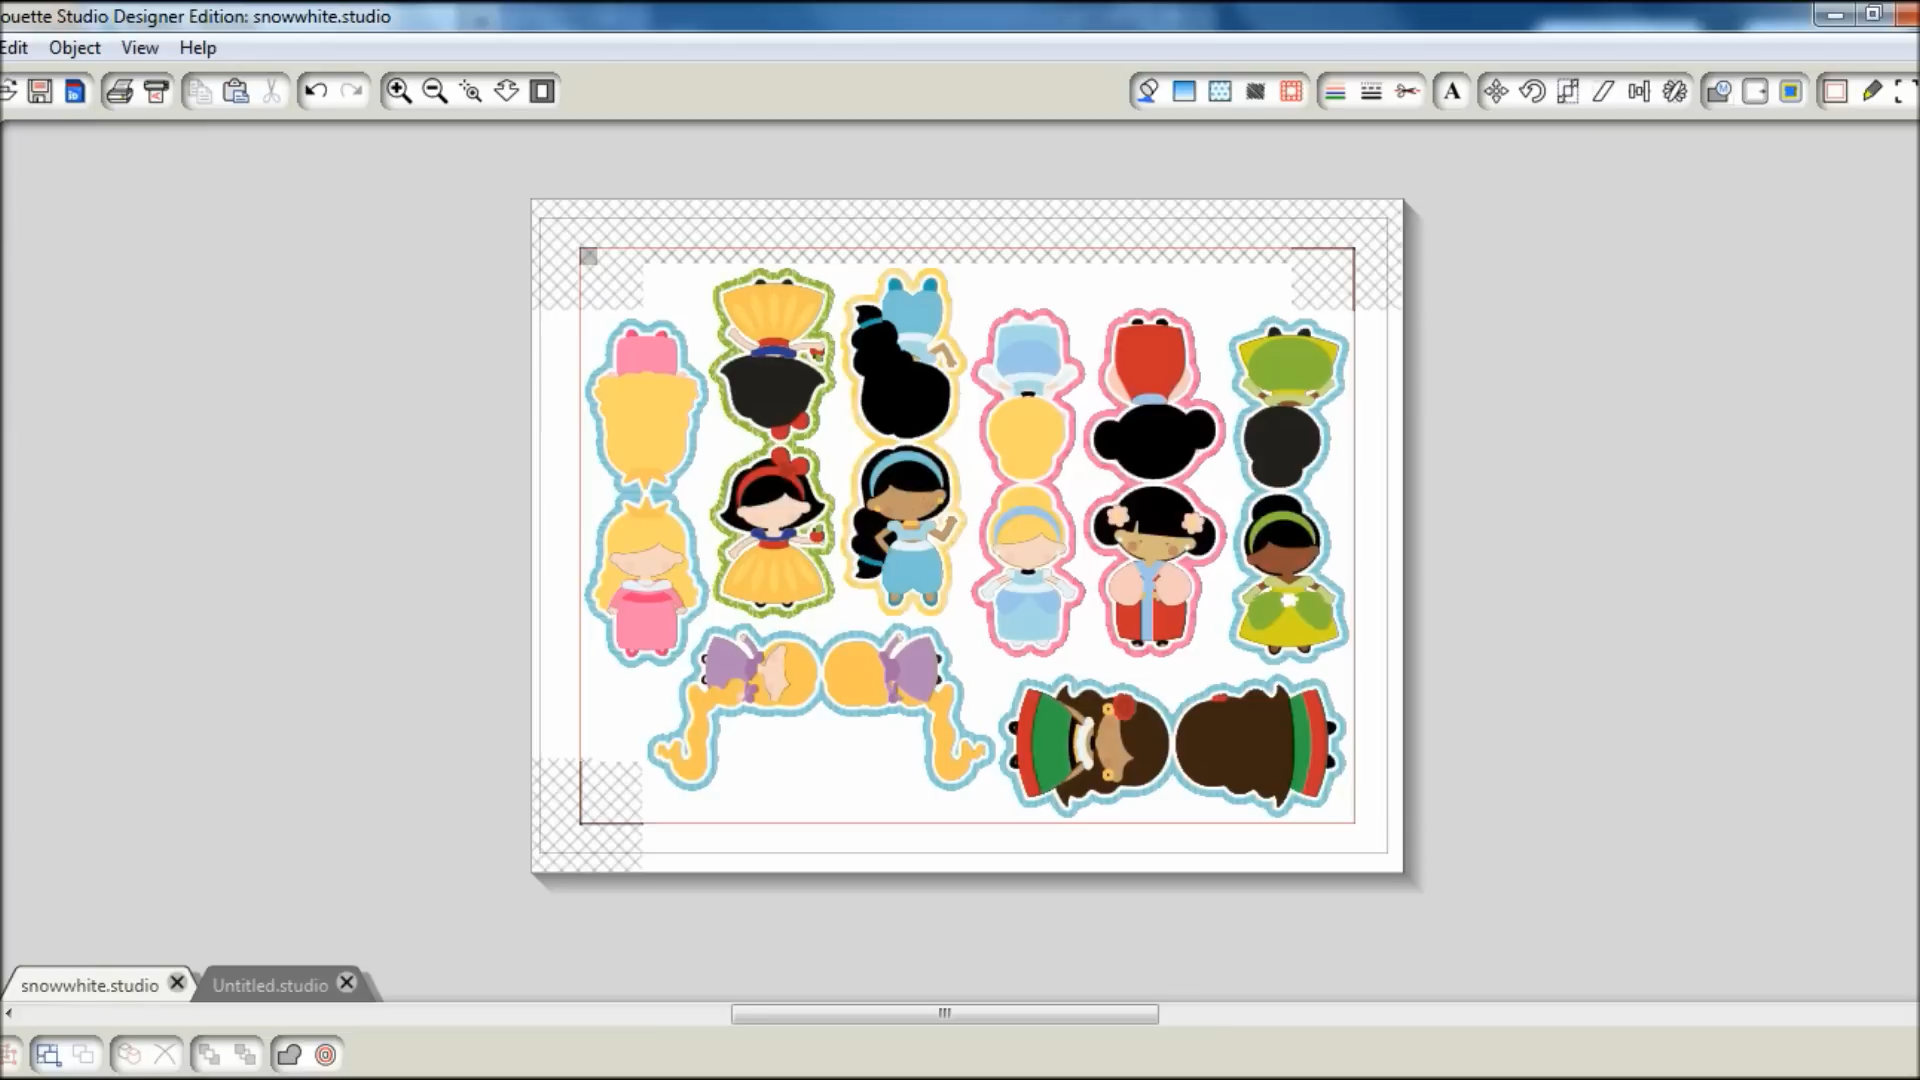 ouette Studio Designer Edition: snowwhite.studio
Edit Object View Help
A
snowwhite.studio
Untitled.studio